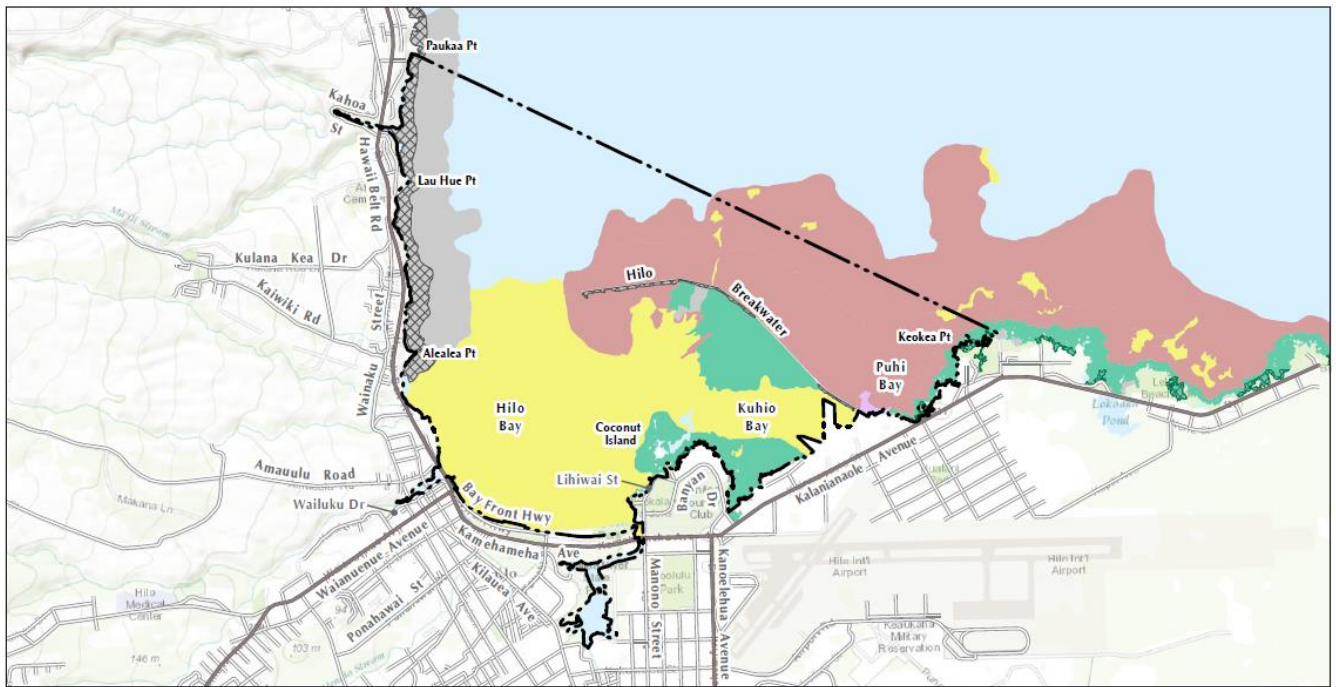 Paukaa Pt
Kahoa
St
Hawaii Belt Rd
Lau Hue Pt
Kulana Kea Dr
Kaiwiki Rd
Wainaku Street
Hilo
Breakwater
Keokea Pt
Alealea Pt
Puhi
Bay
Hilo
Bay
Kuhio
Bay
Coconut
Island
Lihiwai St
Banyan
Dr
Club
Kalanianaole Avenue
Amauulu Road
Makana Ln
Wailuku Dr
Bay Front Hwy
Kamehameha
Ave
Waianuenue Avenue
Ponahawai St
Kilauea Ave
Manono
Street
Park
Kanoelehua Avenue
Hilo Int'l
Airport
Hilo Int'l
Airport
Hilo
Medical
Center
Keaukaha
Military
Reservation
Pond
94
103 m
146 m